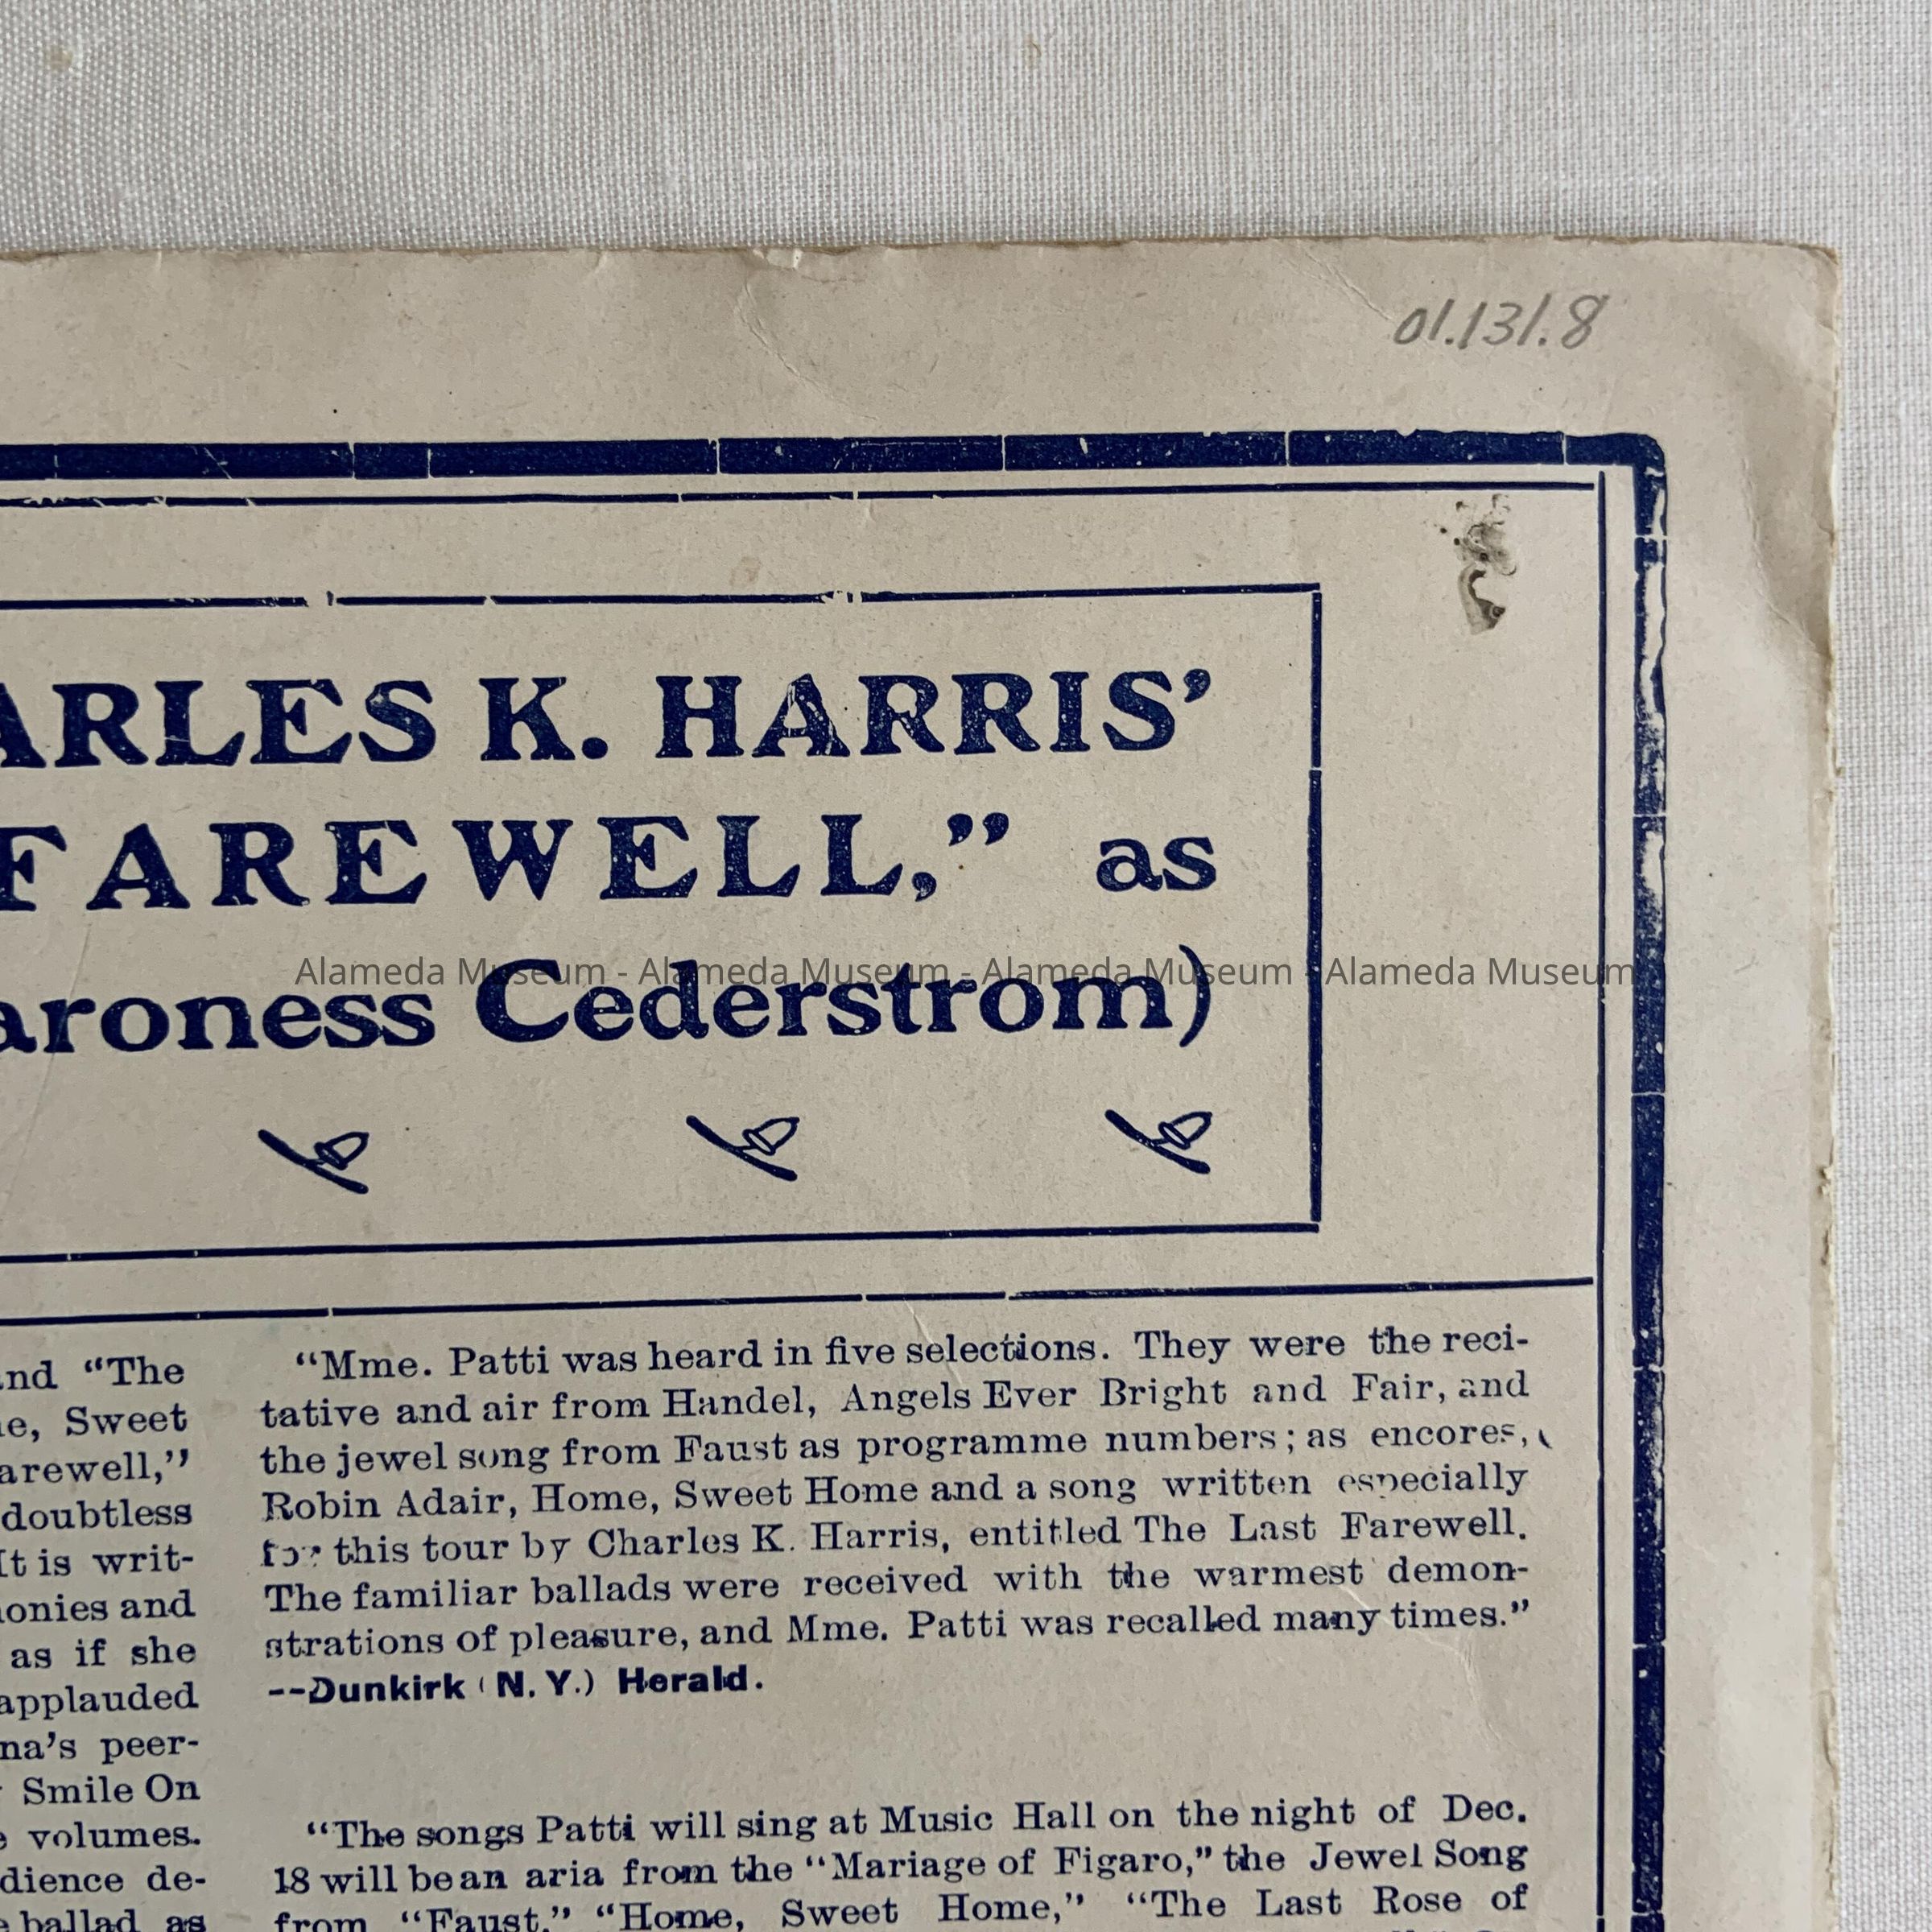 01.131.8
ARLES K. HARRIS'
FAREWELL,” as
aroness Cederstrom)
Alameda Museum - Alameda Museum - Alameda Museum - Alameda Museum
nd “The
e, Sweet
arewell,”
doubtless
It is writ-
onies and
as if she
applauded
na's peer-
Smile On
volumes.
dience de-
ballad as
“Mme. Patti was heard in five selections. They were the reci-
tative and air from Handel, Angels Ever Bright and Fair, and
the jewel song from Faust as programme numbers; as encores,
Robin Adair, Home, Sweet Home and a song written especially
for this tour by Charles K. Harris, entitled The Last Farewell.
The familiar ballads were received with the warmest demon-
strations of pleasure, and Mme. Patti was recalled many times.”
--Dunkirk (N. Y.) Herald.
“The songs Patti will sing at Music Hall on the night of Dec.
18 will be an aria from the “Mariage of Figaro,” the Jewel Song
from “Faust,” “Home, Sweet Home,” “The Last Rose of